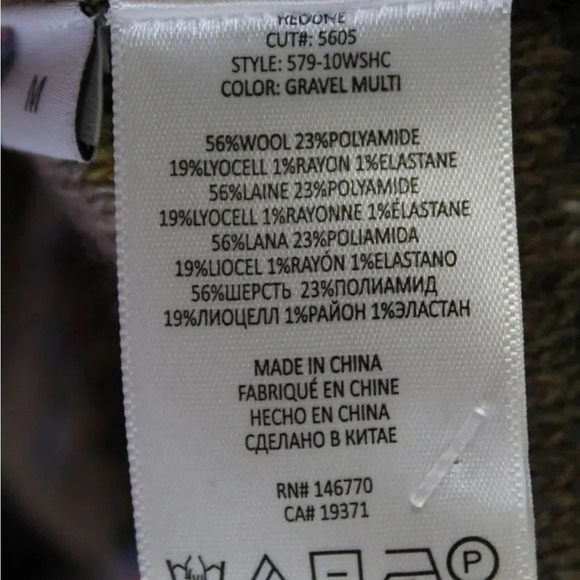 RE/DONE
CUT#: 5605
STYLE: 579-10WSHC
COLOR: GRAVEL MULTI
56%WOOL 23%POLYAMIDE
19%LYOCELL 1%RAYON 1%ELASTANE
56%LAINE 23%POLYAMIDE
19%LYOCELL 1%RAYONNE 1%ÉLASTANE
56%LANA 23%POLIAMIDA
19%LIOCEL 1%RAYÓN 1%ELASTANO
56%ШЕРСТЬ 23%ПОЛИАМИД
19%ЛИОЦЕЛЛ 1%РАЙОН 1%ЭЛАСТАН
MADE IN CHINA
FABRIQUÉ EN CHINE
HECHO EN CHINA
СДЕЛАНО В КИТАЕ
RN# 146770
CA# 19371
P